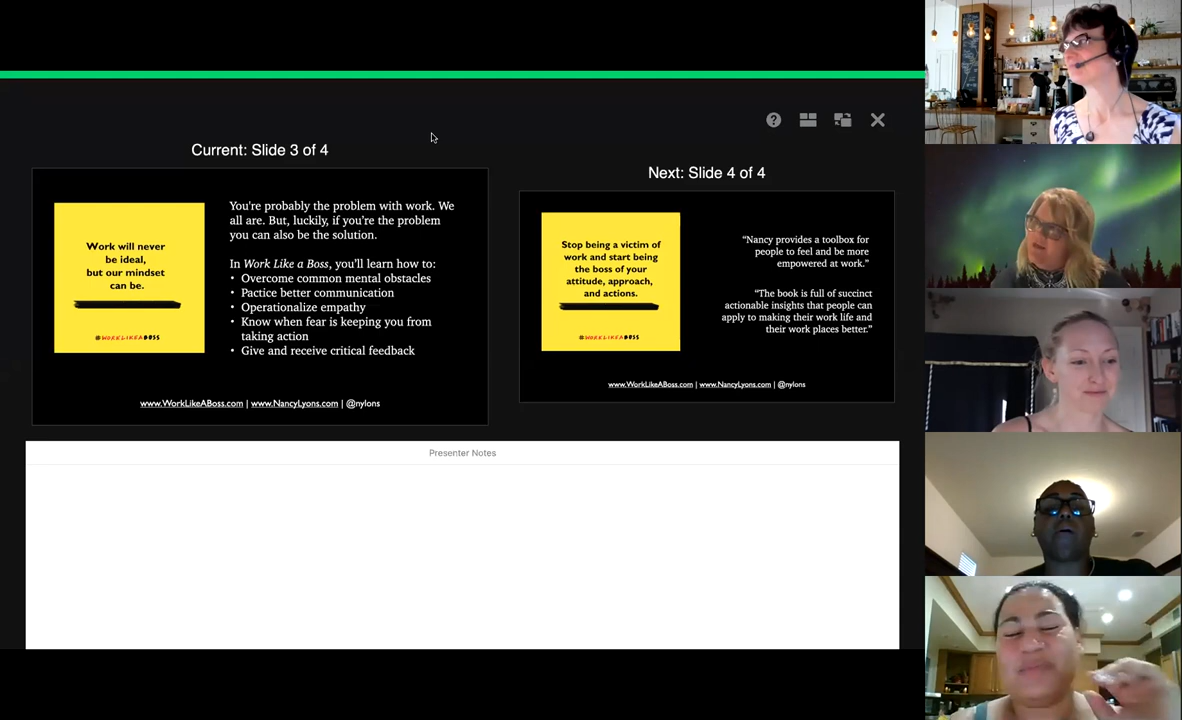 Current: Slide 3 of 4
Work will never
be ideal,
but our mindset
can be.
#WORKLIKEABOSS
You're probably the problem with work. We
all are. But, luckily, if you're the problem
you can also be the solution.
In Work Like a Boss, you'll learn how to:
• Overcome common mental obstacles
• Pactice better communication
• Operationalize empathy
• Know when fear is keeping you from
taking action
• Give and receive critical feedback
www.WorkLikeABoss.com | www.NancyLyons.com | @nylons
Next: Slide 4 of 4
Stop being a victim of
work and start being
the boss of your
attitude, approach,
and actions.
#WORKLIKEABOSS
“Nancy provides a toolbox for
people to feel and be more
empowered at work.”
“The book is full of succinct
actionable insights that people can
apply to making their work life and
their work places better.”
www.WorkLikeABoss.com | www.NancyLyons.com | @nylons
Presenter Notes